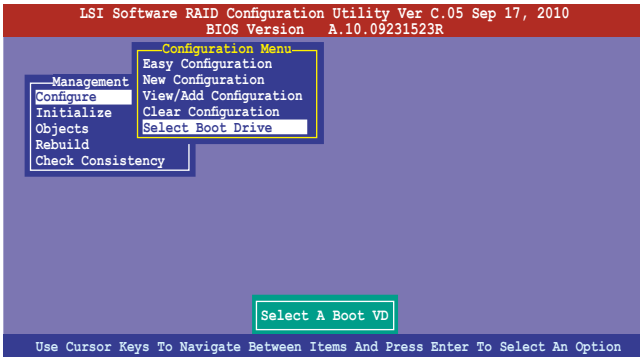 LSI Software RAID Configuration Utility Ver C.05 Sep 17, 2010
BIOS Version A.10.09231523R
Configuration Menu
Easy Configuration
New Configuration
View/Add Configuration
Clear Configuration
Select Boot Drive
Management
Configure
Initialize
Objects
Rebuild
Check Consistency
Select A Boot VD
Use Cursor Keys To Navigate Between Items And Press Enter To Select An Option